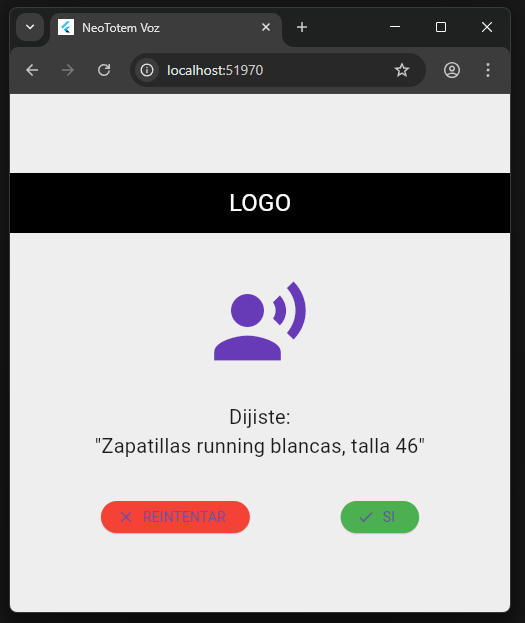 NeoTotem Voz
localhost:51970
LOGO
Dijiste:
"Zapatillas running blancas, talla 46"
REINTENTAR
SI